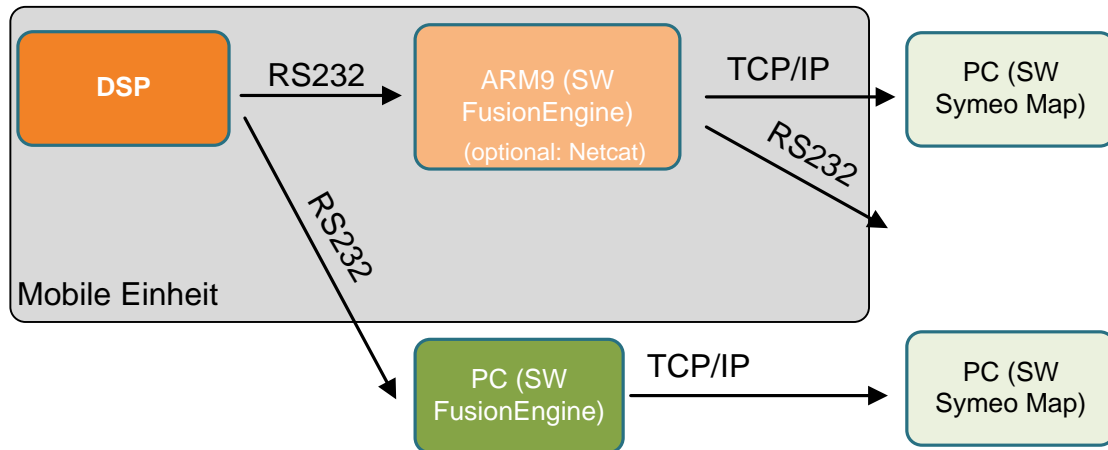 DSP
RS232
ARM9 (SW
FusionEngine)
(optional: Netcat)
TCP/IP
RS232
PC (SW
Symeo Map)
RS232
Mobile Einheit
PC (SW
FusionEngine)
TCP/IP
PC (SW
Symeo Map)